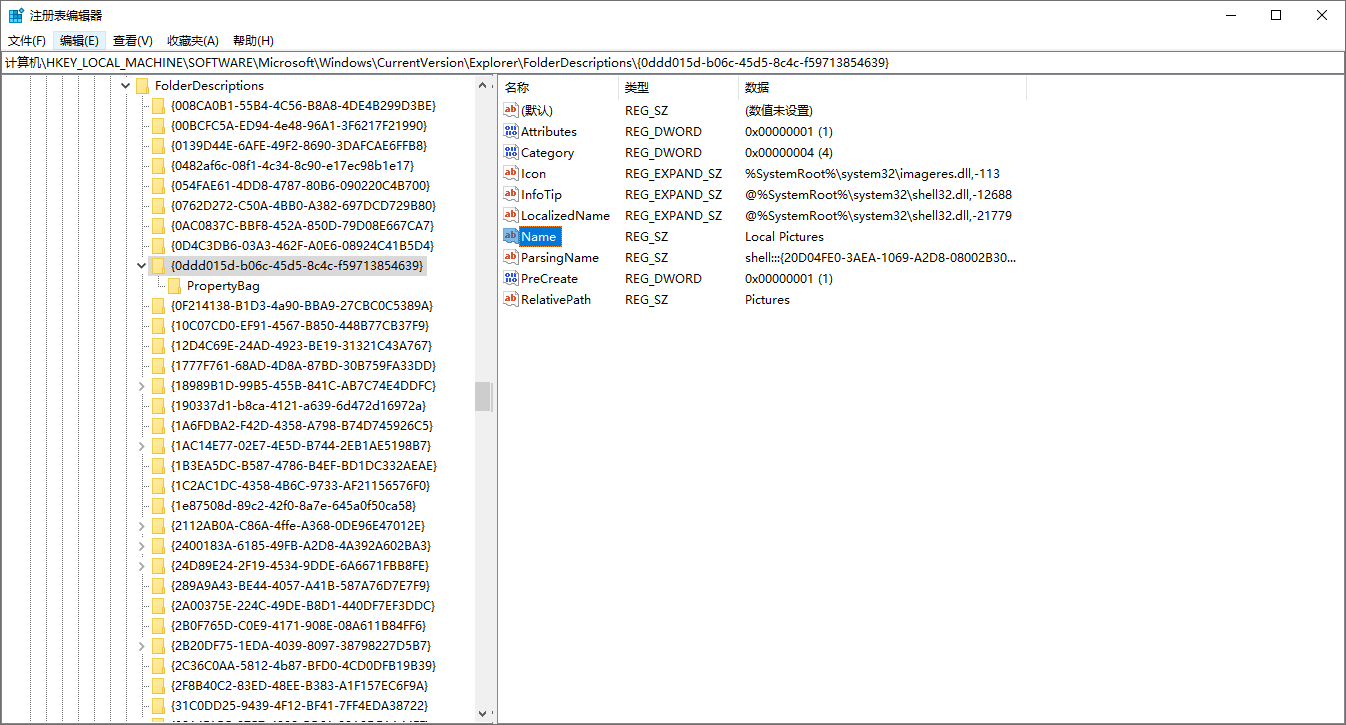 注册表编辑器
文件(F) 编辑(E) 查看(V) 收藏夹(A) 帮助(H)
计算机\HKEY_LOCAL_MACHINE\SOFTWARE\Microsoft\Windows\CurrentVersion\Explorer\FolderDescriptions\{0ddd015d-b06c-45d5-8c4c-f59713854639}
FolderDescriptions
{008CA0B1-55B4-4C56-B8A8-4DE4B299D3BE}
{00BCFC5A-ED94-4e48-96A1-3F6217F21990}
{0139D44E-6AFE-49F2-8690-3DAFCAE6FFB8}
{0482af6c-08f1-4c34-8c90-e17ec98b1e17}
{054FAE61-4DD8-4787-80B6-090220C4B700}
{0762D272-C50A-4BB0-A382-697DCD729B80}
{0AC0837C-BBF8-452A-850D-79D08E667CA7}
{0D4C3DB6-03A3-462F-A0E6-08924C41B5D4}
{0ddd015d-b06c-45d5-8c4c-f59713854639}
PropertyBag
{0F214138-B1D3-4a90-BBA9-27CBC0C5389A}
{10C07CD0-EF91-4567-B850-448B77CB37F9}
{12D4C69E-24AD-4923-BE19-31321C43A767}
{1777F761-68AD-4D8A-87BD-30B759FA33DD}
{18989B1D-99B5-455B-841C-AB7C74E4DDFC}
{190337d1-b8ca-4121-a639-6d472d16972a}
{1A6FDBA2-F42D-4358-A798-B74D745926C5}
{1AC14E77-02E7-4E5D-B744-2EB1AE5198B7}
{1B3EA5DC-B587-4786-B4EF-BD1DC332AEAE}
{1C2AC1DC-4358-4B6C-9733-AF21156576F0}
{1e87508d-89c2-42f0-8a7e-645a0f50ca58}
{2112AB0A-C86A-4ffe-A368-0DE96E47012E}
{2400183A-6185-49FB-A2D8-4A392A602BA3}
{24D89E24-2F19-4534-9DDE-6A6671FBB8FE}
{289A9A43-BE44-4057-A41B-587A76D7E7F9}
{2A00375E-224C-49DE-B8D1-440DF7EF3DDC}
{2B0F765D-C0E9-4171-908E-08A611B84FF6}
{2B20DF75-1EDA-4039-8097-38798227D5B7}
{2C36C0AA-5812-4b87-BFD0-4CD0DFB19B39}
{2F8B40C2-83ED-48EE-B383-A1F157EC6F9A}
{31C0DD25-9439-4F12-BF41-7FF4EDA38722}
名称 类型 数据
(默认) REG_SZ (数值未设置)
Attributes REG_DWORD 0x00000001 (1)
Category REG_DWORD 0x00000004 (4)
Icon REG_EXPAND_SZ %SystemRoot%\system32\imageres.dll,-113
InfoTip REG_EXPAND_SZ @%SystemRoot%\system32\shell32.dll,-12688
LocalizedName REG_EXPAND_SZ @%SystemRoot%\system32\shell32.dll,-21779
Name REG_SZ Local Pictures
ParsingName REG_SZ shell:::{20D04FE0-3AEA-1069-A2D8-08002B30...
PreCreate REG_DWORD 0x00000001 (1)
RelativePath REG_SZ Pictures